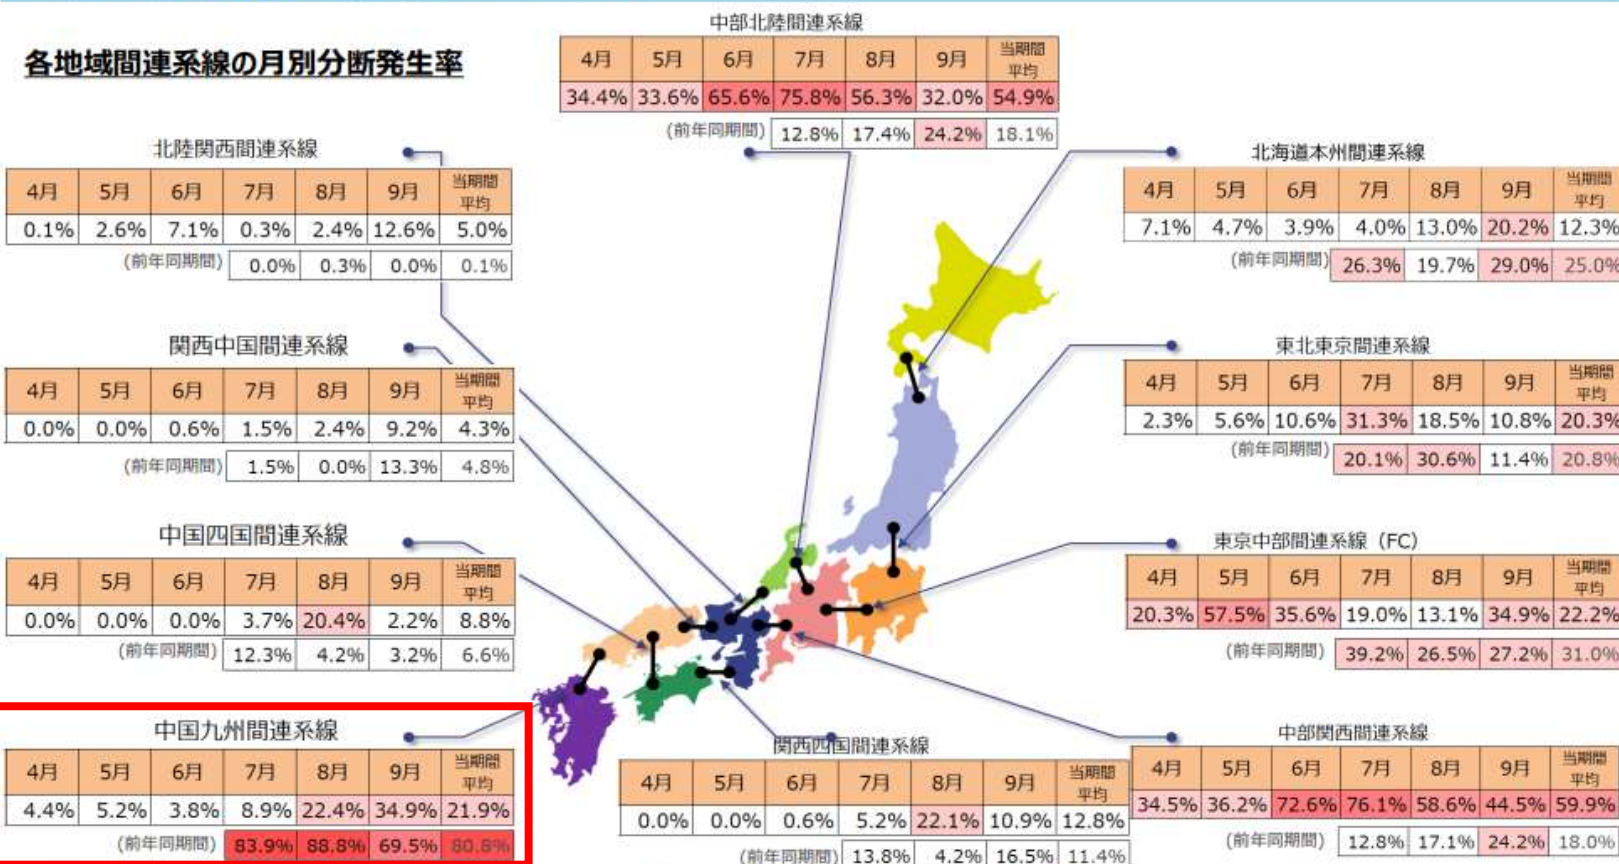 各地域間連系線の月別分断発生率
中部北陸間連系線
4月 5月 6月 7月 8月 9月 当期間平均
34.4% 33.6% 65.6% 75.8% 56.3% 32.0% 54.9%
(前年同期間) 12.8% 17.4% 24.2% 18.1%
北陸関西間連系線
4月 5月 6月 7月 8月 9月 当期間平均
0.1% 2.6% 7.1% 0.3% 2.4% 12.6% 5.0%
(前年同期間) 0.0% 0.3% 0.0% 0.1%
北海道本州間連系線
4月 5月 6月 7月 8月 9月 当期間平均
7.1% 4.7% 3.9% 4.0% 13.0% 20.2% 12.3%
(前年同期間) 26.3% 19.7% 29.0% 25.0%
関西中国間連系線
4月 5月 6月 7月 8月 9月 当期間平均
0.0% 0.0% 0.6% 1.5% 2.4% 9.2% 4.3%
(前年同期間) 1.5% 0.0% 13.3% 4.8%
東北東京間連系線
4月 5月 6月 7月 8月 9月 当期間平均
2.3% 5.6% 10.6% 31.3% 18.5% 10.8% 20.3%
(前年同期間) 20.1% 30.6% 11.4% 20.8%
中国四国間連系線
4月 5月 6月 7月 8月 9月 当期間平均
0.0% 0.0% 0.0% 3.7% 20.4% 2.2% 8.8%
(前年同期間) 12.3% 4.2% 3.2% 6.6%
東京中部間連系線（FC）
4月 5月 6月 7月 8月 9月 当期間平均
20.3% 57.5% 35.6% 19.0% 13.1% 34.9% 22.2%
(前年同期間) 39.2% 26.5% 27.2% 31.0%
中国九州間連系線
4月 5月 6月 7月 8月 9月 当期間平均
4.4% 5.2% 3.8% 8.9% 22.4% 34.9% 21.9%
(前年同期間) 83.9% 88.8% 69.5% 80.8%
関西四国間連系線
4月 5月 6月 7月 8月 9月 当期間平均
0.0% 0.0% 0.6% 5.2% 22.1% 10.9% 12.8%
(前年同期間) 13.8% 4.2% 16.5% 11.4%
中部関西間連系線
4月 5月 6月 7月 8月 9月 当期間平均
34.5% 36.2% 72.6% 76.1% 58.6% 44.5% 59.9%
(前年同期間) 12.8% 17.1% 24.2% 18.0%